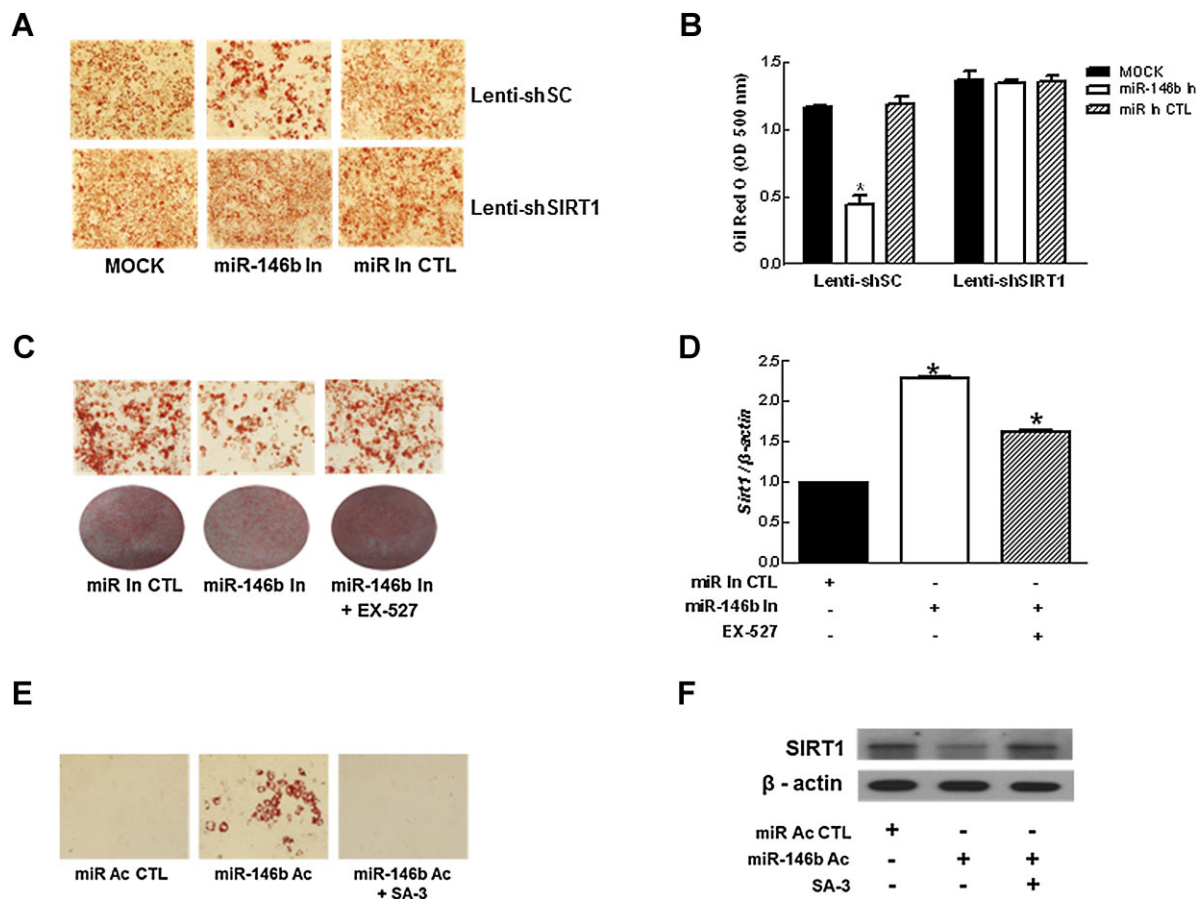 A
Lenti-shSC
Lenti-shSIRT1
MOCK miR-146b In miR In CTL
B
Oil Red O (OD 500 nm)
1.5
1.0
0.5
0.0
*
Lenti-shSC Lenti-shSIRT1
MOCK
miR-146b In
miR In CTL
C
miR In CTL miR-146b In miR-146b In
+ EX-527
D
Sirt1/β-actin
2.5
2.0
1.5
1.0
0.5
0.0
* *
miR In CTL + - -
miR-146b In - + +
EX-527 - - +
E
miR Ac CTL miR-146b Ac miR-146b Ac
+ SA-3
F
SIRT1
β - actin
miR Ac CTL + - -
miR-146b Ac - + +
SA-3 - - +